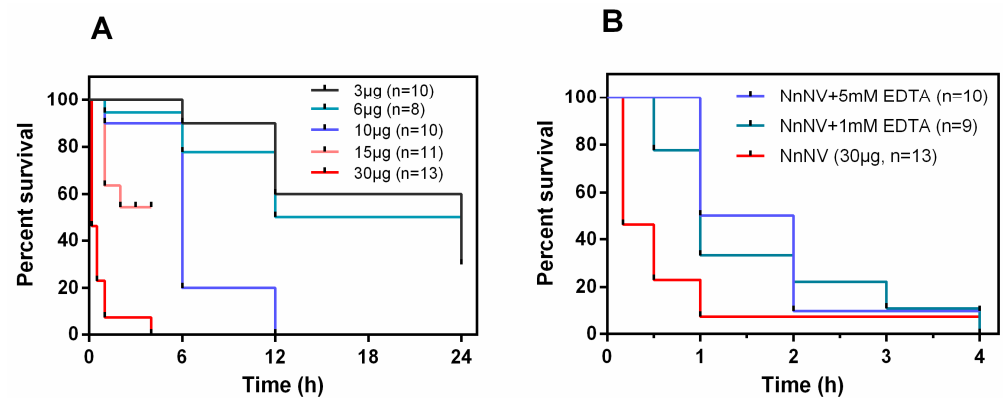 A
B
3µg (n=10)
6µg (n=8)
10µg (n=10)
15µg (n=11)
30µg (n=13)
Percent survival
100
80
60
40
20
0
0 6 12 18 24
Time (h)
NnNV+5mM EDTA (n=10)
NnNV+1mM EDTA (n=9)
NnNV (30µg, n=13)
Percent survival
100
80
60
40
20
0
0 1 2 3 4
Time (h)